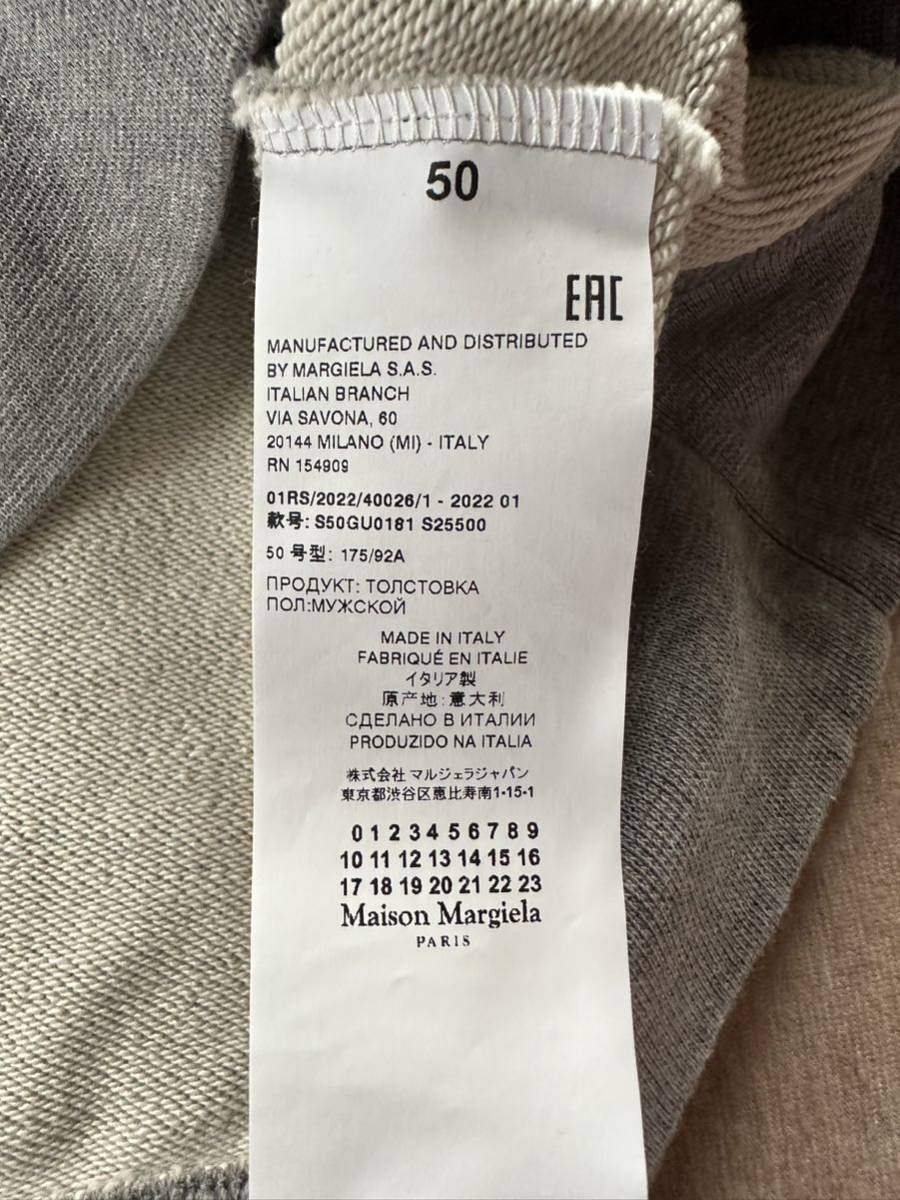 50
EAC
MANUFACTURED AND DISTRIBUTED
BY MARGIELA S.A.S.
ITALIAN BRANCH
VIA SAVONA, 60
20144 MILANO (MI) - ITALY
RN 154909
01RS/2022/40026/1 - 2022 01
款号: S50GU0181 S25500
50 号型: 175/92A
ПРОДУКТ: ТОЛСТОВКА
ПОЛ:МУЖСКОЙ
MADE IN ITALY
FABRIQUÉ EN ITALIE
イタリア製
原产地:意大利
СДЕЛАНО В ИТАЛИИ
PRODUZIDO NA ITALIA
株式会社 マルジェラジャパン
東京都渋谷区恵比寿南1-15-1
0 1 2 3 4 5 6 7 8 9
10 11 12 13 14 15 16
17 18 19 20 21 22 23
Maison Margiela
PARIS